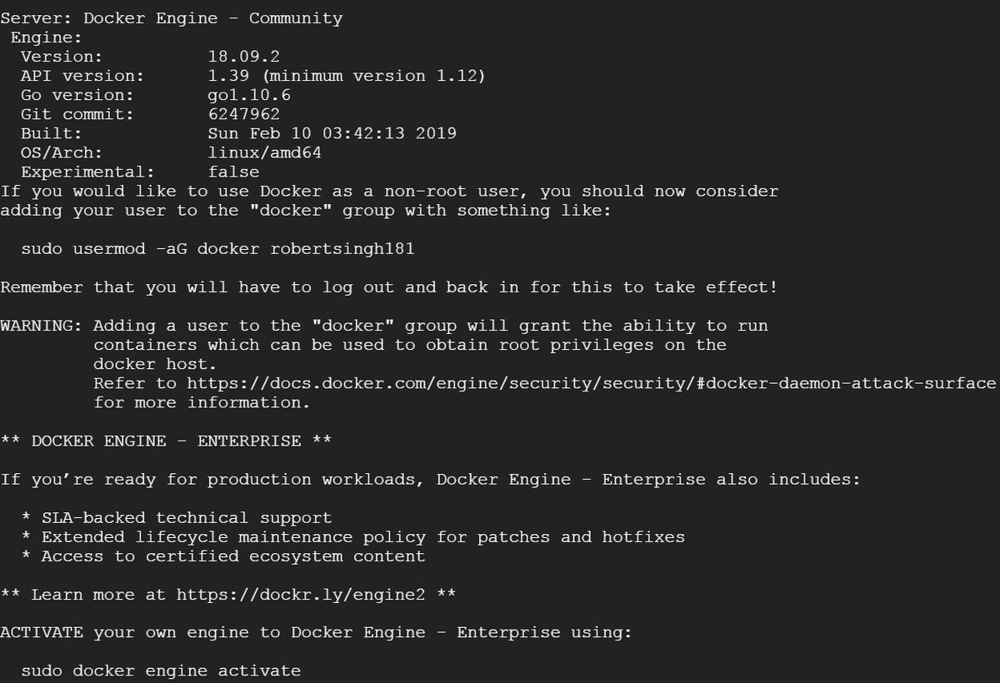 Server: Docker Engine - Community
 Engine:
  Version:          18.09.2
  API version:      1.39 (minimum version 1.12)
  Go version:       go1.10.6
  Git commit:       6247962
  Built:            Sun Feb 10 03:42:13 2019
  OS/Arch:          linux/amd64
  Experimental:     false
If you would like to use Docker as a non-root user, you should now consider
adding your user to the "docker" group with something like:

  sudo usermod -aG docker robertsingh181

Remember that you will have to log out and back in for this to take effect!

WARNING: Adding a user to the "docker" group will grant the ability to run
         containers which can be used to obtain root privileges on the
         docker host.
         Refer to https://docs.docker.com/engine/security/security/#docker-daemon-attack-surface
         for more information.

** DOCKER ENGINE - ENTERPRISE **

If you’re ready for production workloads, Docker Engine - Enterprise also includes:

  * SLA-backed technical support
  * Extended lifecycle maintenance policy for patches and hotfixes
  * Access to certified ecosystem content

** Learn more at https://dockr.ly/engine2 **

ACTIVATE your own engine to Docker Engine - Enterprise using:

  sudo docker engine activate